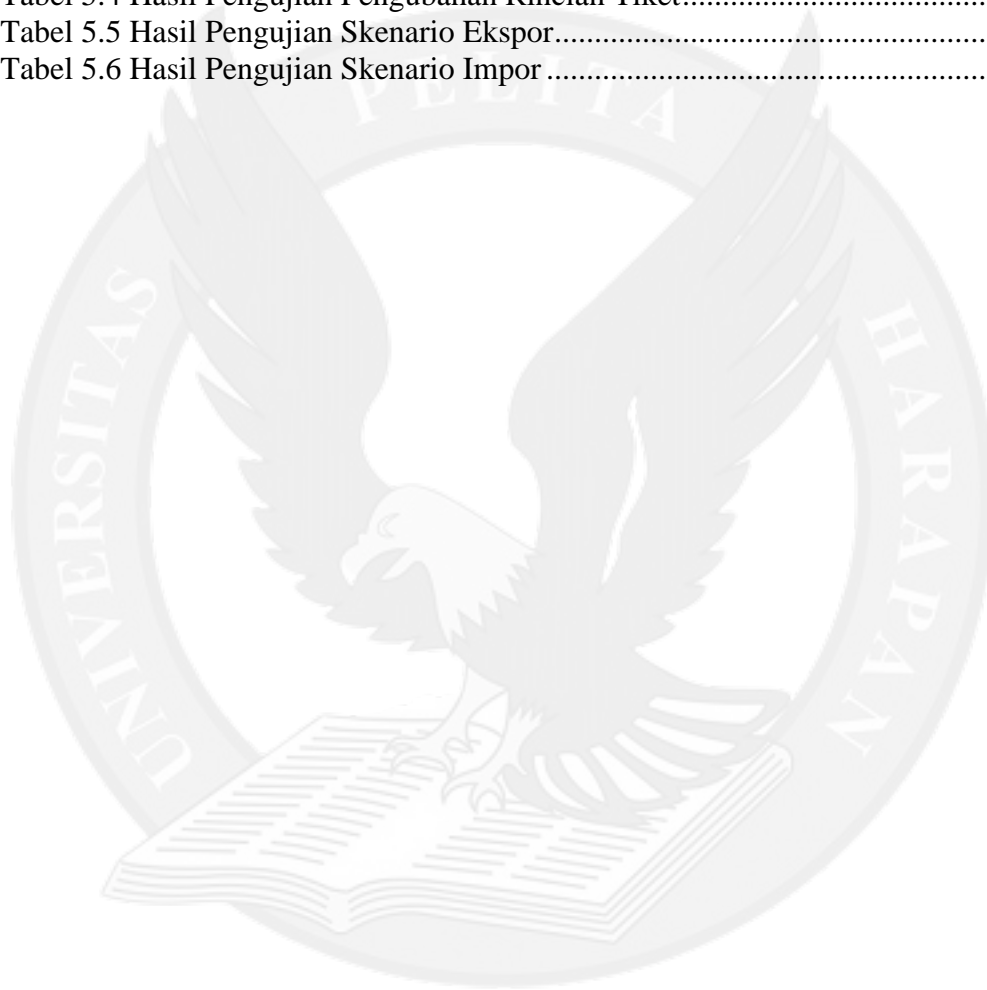 Tabel 5.4 Hasil Pengujian Pengubahan Rincian Tiket..............................................
Tabel 5.5 Hasil Pengujian Skenario Ekspor..............................................................
Tabel 5.6 Hasil Pengujian Skenario Impor ...............................................................
UNIVERSITAS PELITA HARAPAN